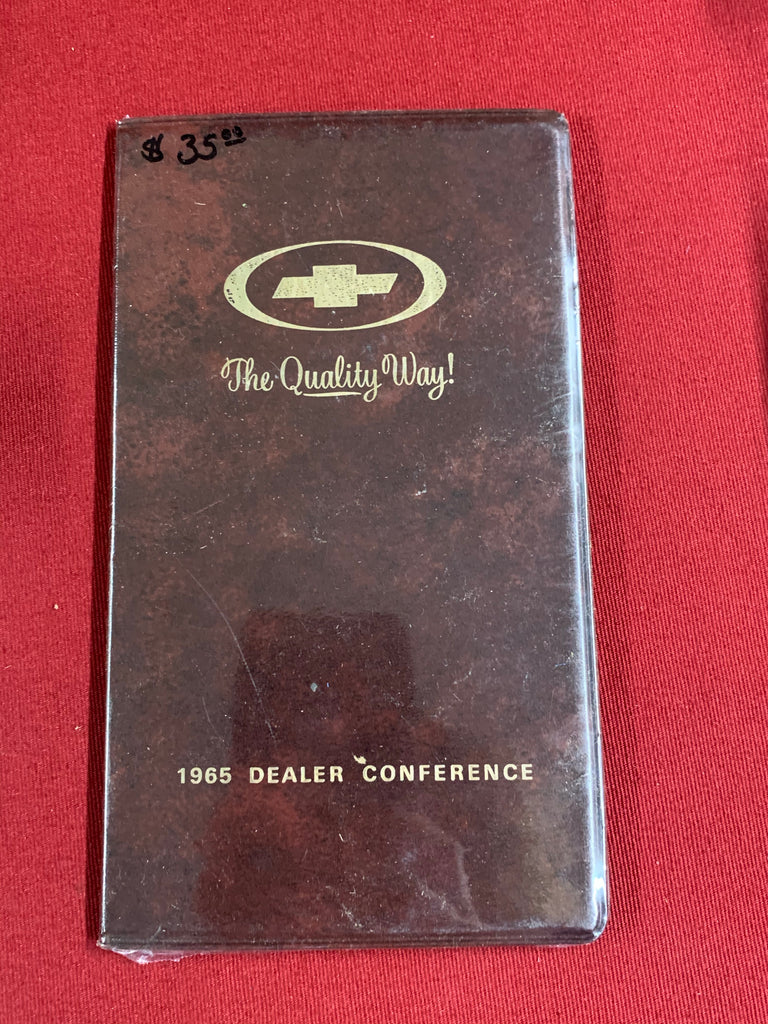 $ 35.00
The Quality Way!
1965 DEALER CONFERENCE